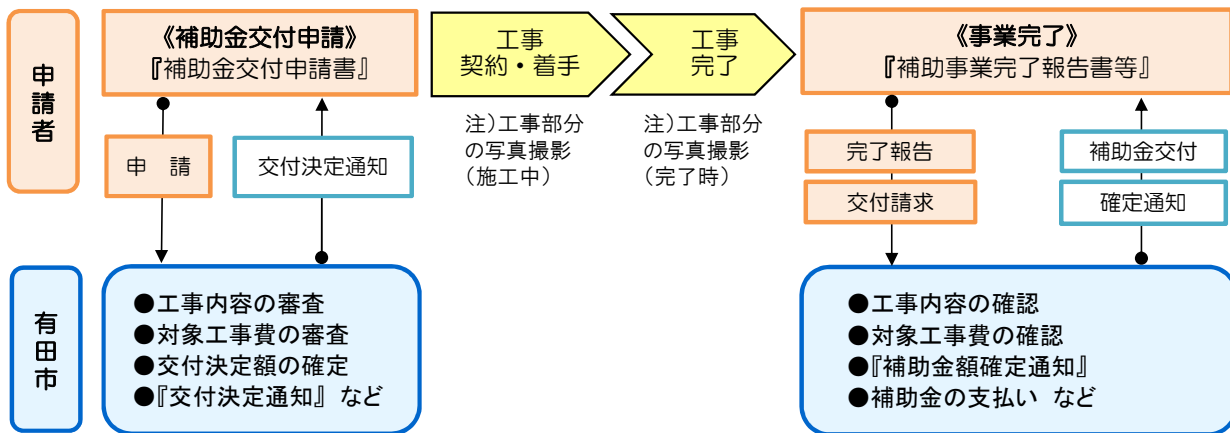 申請者
《補助金交付申請》
『補助金交付申請書』
工事
契約・着手
工事
完了
《事業完了》
『補助事業完了報告書等』
申　請
交付決定通知
注）工事部分
の写真撮影
（施工中）
注）工事部分
の写真撮影
（完了時）
完了報告
交付請求
補助金交付
確定通知
有田市
●工事内容の審査
●対象工事費の審査
●交付決定額の確定
●『交付決定通知』 など
●工事内容の確認
●対象工事費の確認
●『補助金額確定通知』
●補助金の支払い など